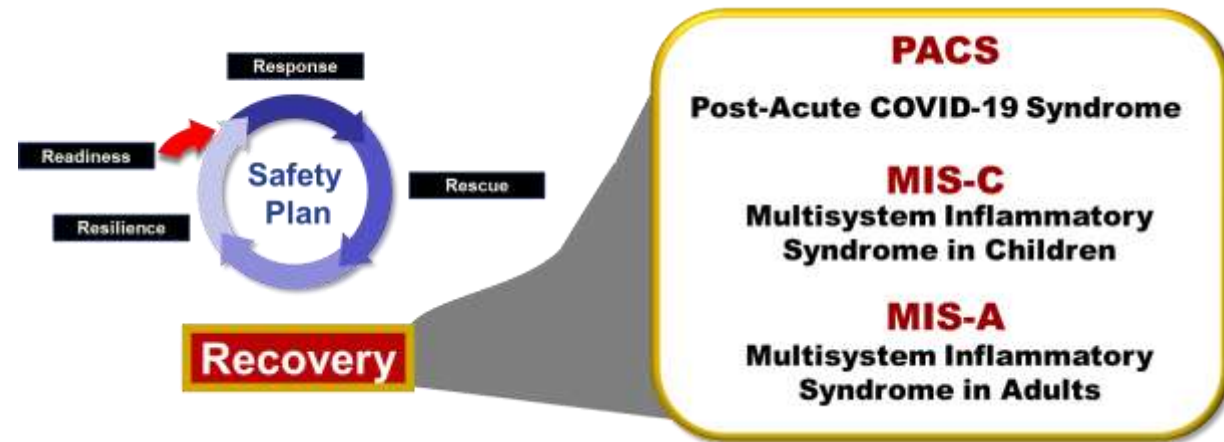 Response
Readiness
Safety
Plan
Rescue
Resilience
Recovery
PACS
Post-Acute COVID-19 Syndrome
MIS-C
Multisystem Inflammatory
Syndrome in Children
MIS-A
Multisystem Inflammatory
Syndrome in Adults